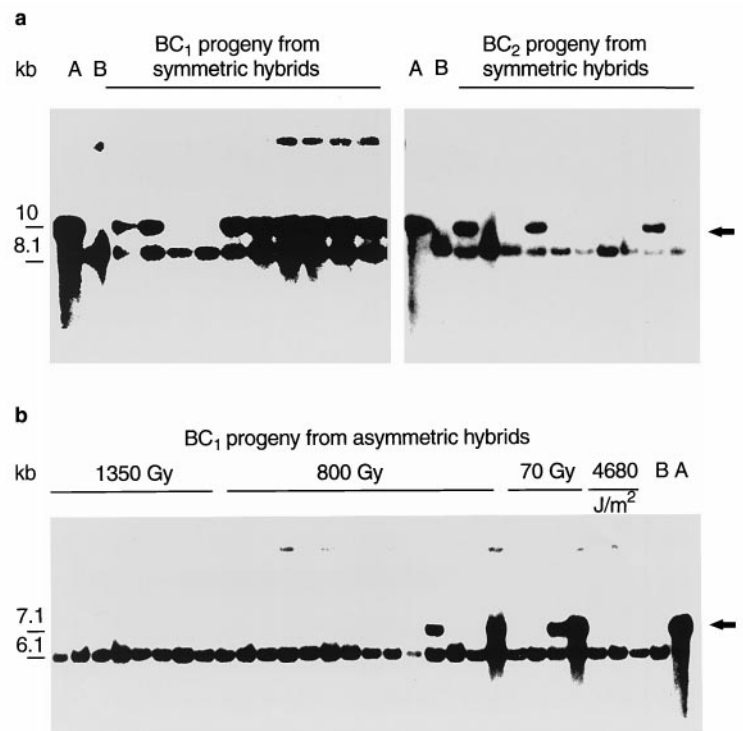 a
BC1 progeny from
symmetric hybrids
kb A B
10
8.1
BC2 progeny from
symmetric hybrids
A B
b
BC1 progeny from asymmetric hybrids
kb 1350 Gy 800 Gy 70 Gy 4680 B A
J/m2
7.1
6.1